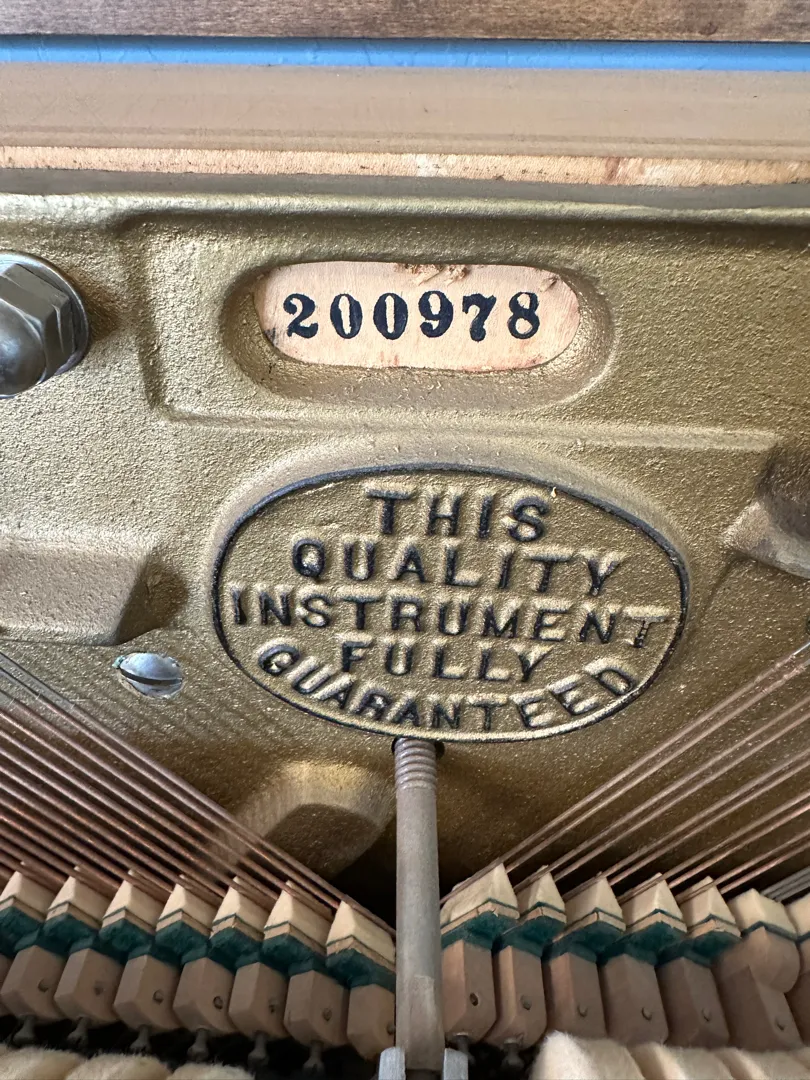 200978
THIS
QUALITY
INSTRUMENT
FULLY
GUARANTEED